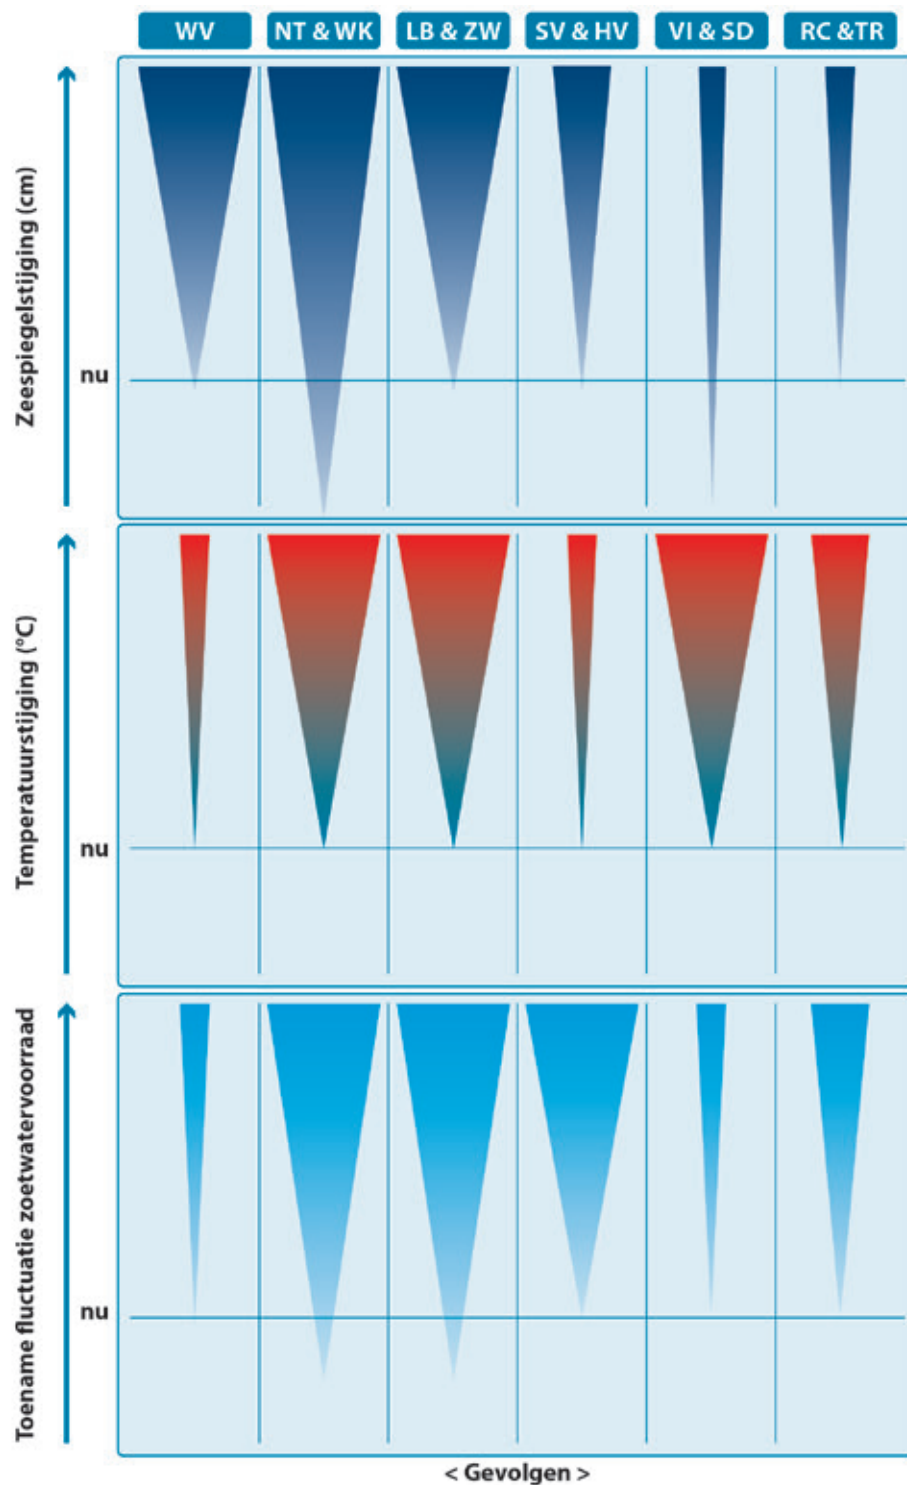 WV
NT & WK
LB & ZW
SV & HV
VI & SD
RC &TR
Zeespiegelstijging (cm)
nu
Temperatuurstijging (°C)
nu
Toename fluctuatie zoetwatervoorraad
nu
< Gevolgen >